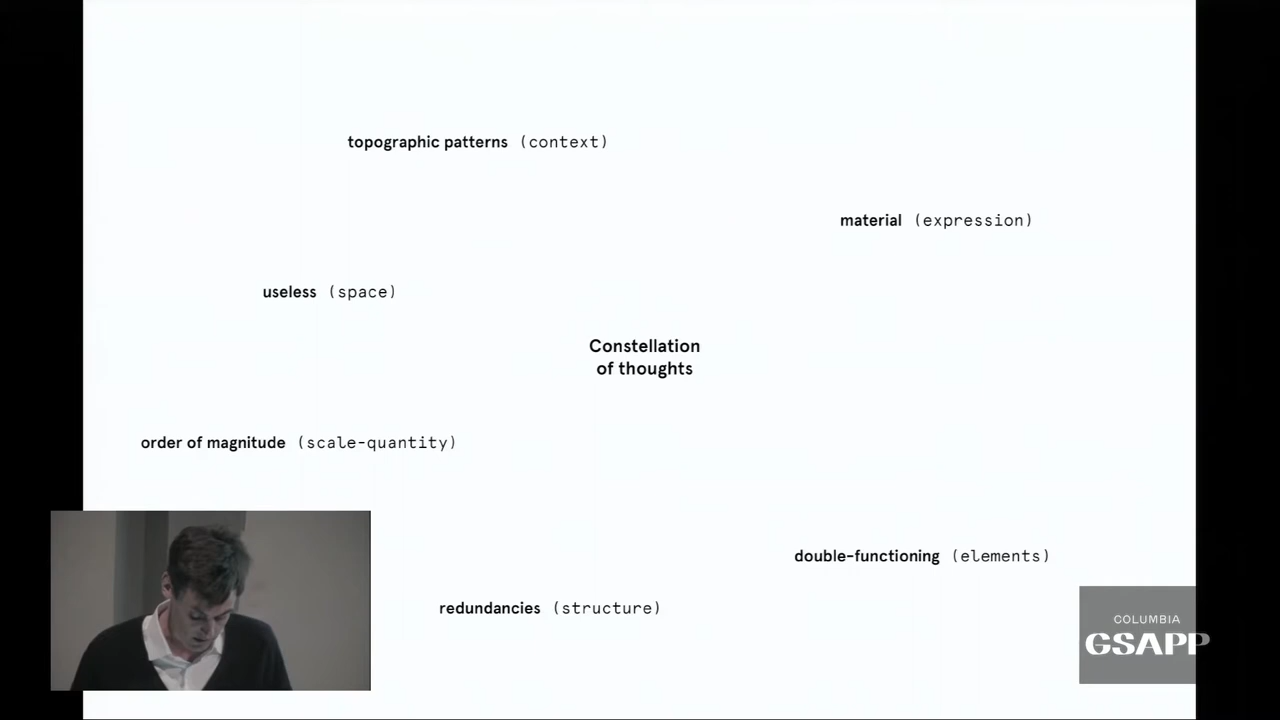 topographic patterns (context)
material (expression)
useless (space)
Constellation
of thoughts
order of magnitude (scale-quantity)
double-functioning (elements)
redundancies (structure)
COLUMBIA
GSAPP